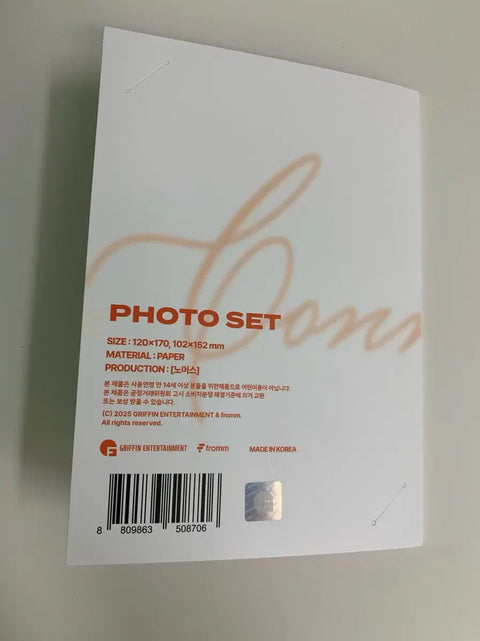 PHOTO SET
SIZE : 120×170, 102×152 mm
MATERIAL : PAPER
PRODUCTION : [노머스]
본 제품은 사용연령 만 14세 이상 분들을 위한제품으로 어린이용이 아닙니다.
본 제품은 공정거래위원회 고시 소비자분쟁 해결기준에 의거 교환
또는 보상 받을 수 있습니다.
(C) 2025 GRIFFIN ENTERTAINMENT & fromm.
All rights reserved.
GRIFFIN ENTERTAINMENT fromm MADE IN KOREA
8 809863 508706